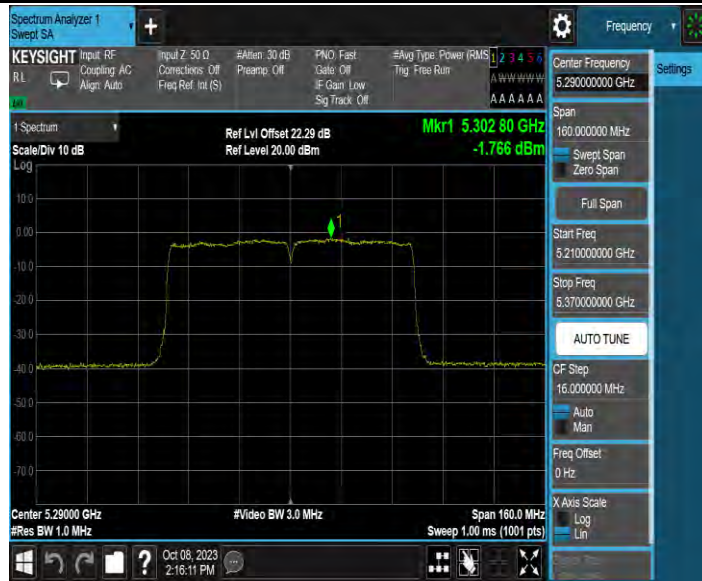 Spectrum Analyzer 1
Swept SA
+
Frequency
KEYSIGHT
RL
Input: RF
Coupling: AC
Align: Auto
Input Z: 50 Ω
Corrections: Off
Freq Ref: Int (S)
#Atten: 30 dB
Preamp: Off
PNO: Fast
Gate: Off
IF Gain: Low
Sig Track: Off
#Avg Type: Power (RMS
Trig: Free Run
1 2 3 4 5 6
A W W W W W
A A A A A A
1 Spectrum
Scale/Div 10 dB
Ref Lvl Offset 22.29 dB
Ref Level 20.00 dBm
Mkr1 5.302 80 GHz
-1.766 dBm
Log
10.0
0.00
-10.0
-20.0
-30.0
-40.0
-50.0
-60.0
-70.0
1
Center 5.29000 GHz
#Res BW 1.0 MHz
#Video BW 3.0 MHz
Span 160.0 MHz
Sweep 1.00 ms (1001 pts)
Center Frequency
5.290000000 GHz
Settings
Span
160.000000 MHz
Swept Span
Zero Span
Full Span
Start Freq
5.210000000 GHz
Stop Freq
5.370000000 GHz
AUTO TUNE
CF Step
16.000000 MHz
Auto
Man
Freq Offset
0 Hz
X Axis Scale
Log
Lin
?
Oct 08, 2023
2:16:11 PM